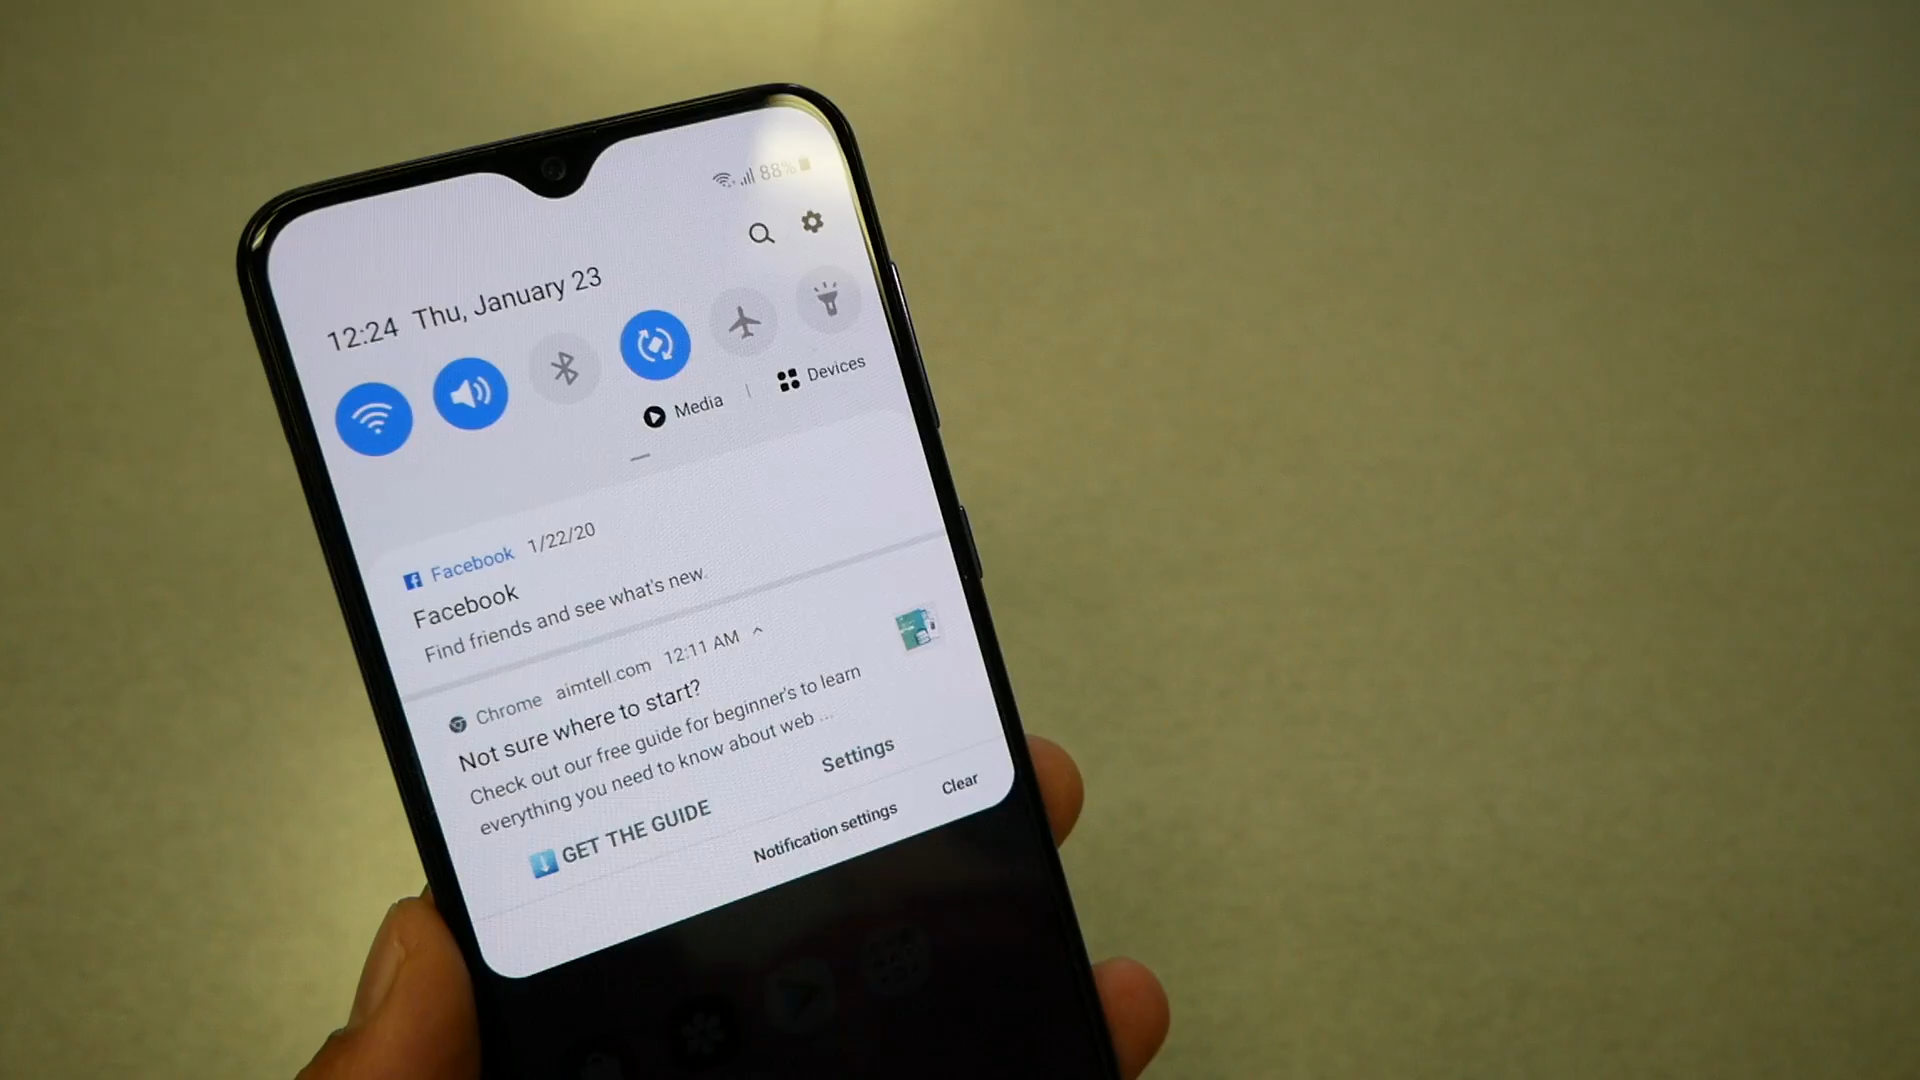 88%
12:24 Thu, January 23
Media | Devices
Facebook 1/22/20
Facebook
Find friends and see what's new.
Chrome aimtell.com 12:11 AM
Not sure where to start?
Check out our free guide for beginner's to learn
everything you need to know about web ...
GET THE GUIDE Settings
Notification settings Clear